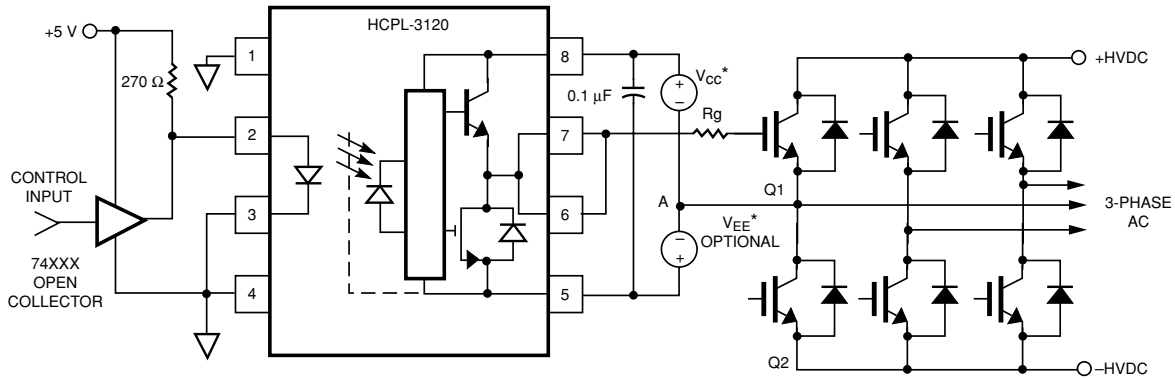 HCPL-3120
+5 V
270 Ω
1
2
3
4
8
7
6
5
CONTROL
INPUT
74XXX
OPEN
COLLECTOR
0.1 μF
VCC*
+
−
Rg
A
VEE*
OPTIONAL
−
+
Q1
Q2
+HVDC
3-PHASE
AC
−HVDC